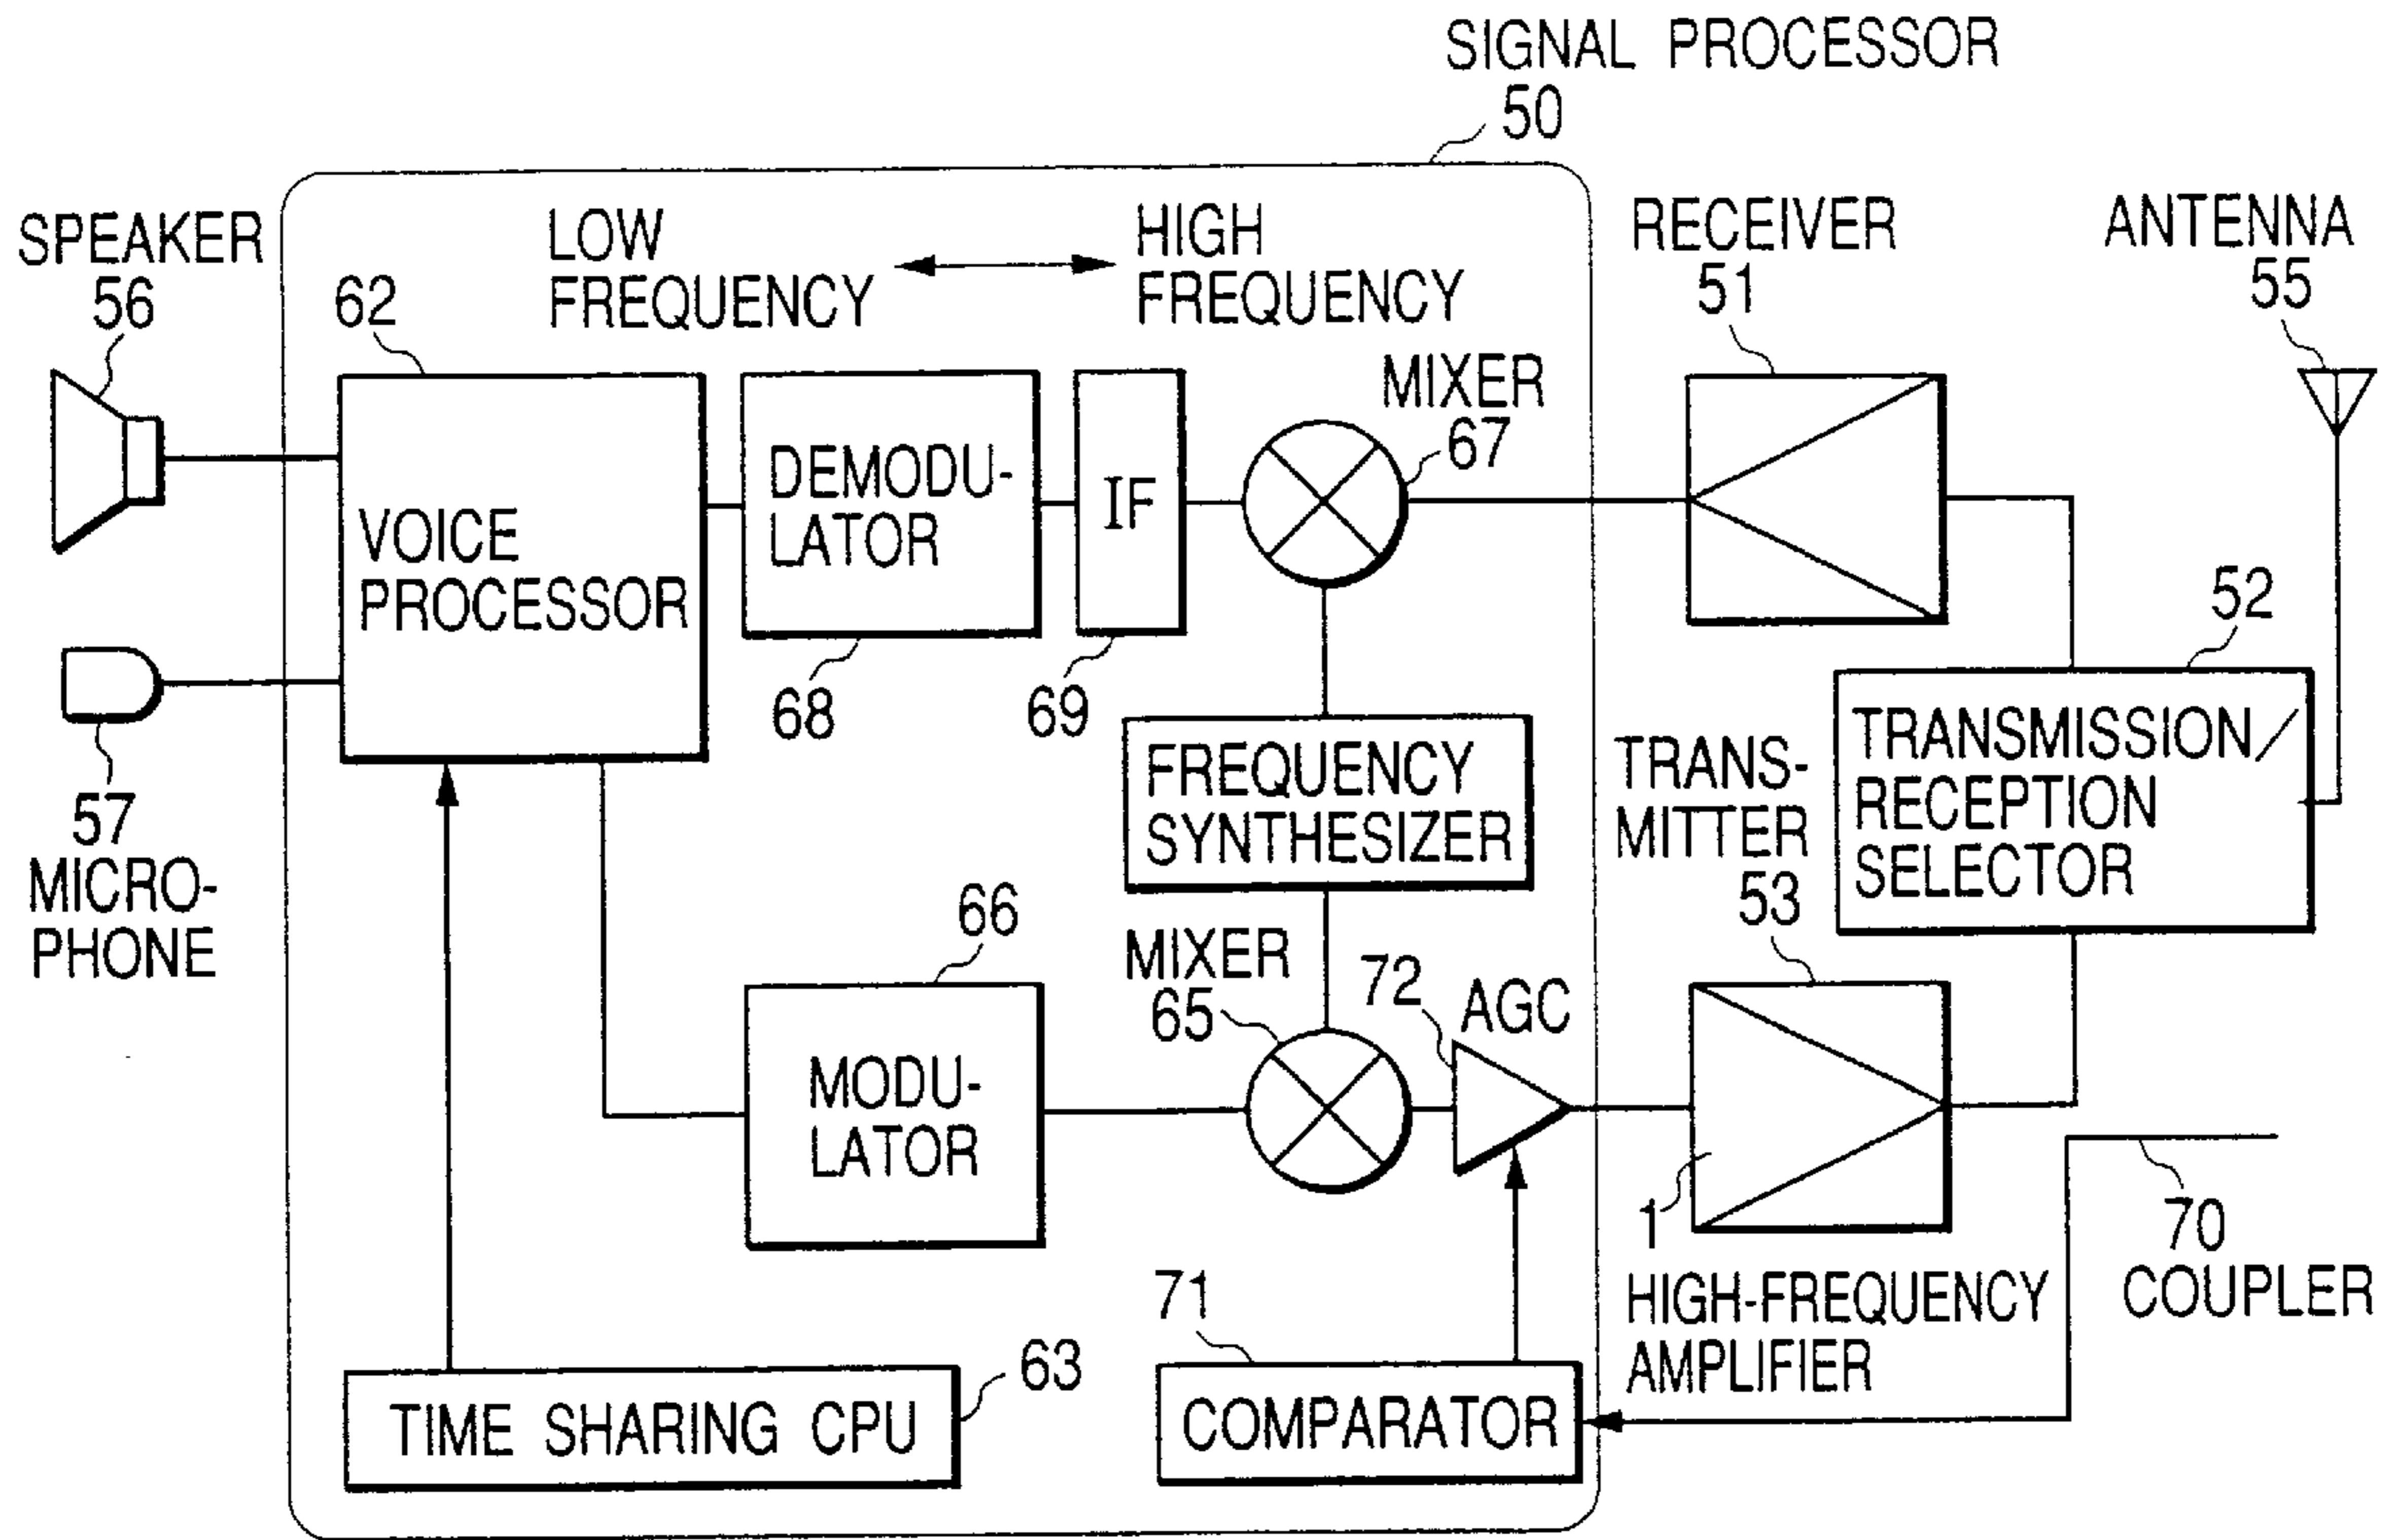 SIGNAL PROCESSOR
50
SPEAKER
56
62
LOW
FREQUENCY
HIGH
FREQUENCY
RECEIVER
51
ANTENNA
55
MIXER
67
VOICE
PROCESSOR
DEMODU-
LATOR
IF
68
69
52
57
MICRO-
PHONE
FREQUENCY
SYNTHESIZER
TRANS-
MITTER
53
TRANSMISSION/
RECEPTION
SELECTOR
66
MIXER
65
72
AGC
MODU-
LATOR
1
HIGH-FREQUENCY
AMPLIFIER
70
COUPLER
71
COMPARATOR
TIME SHARING CPU
63